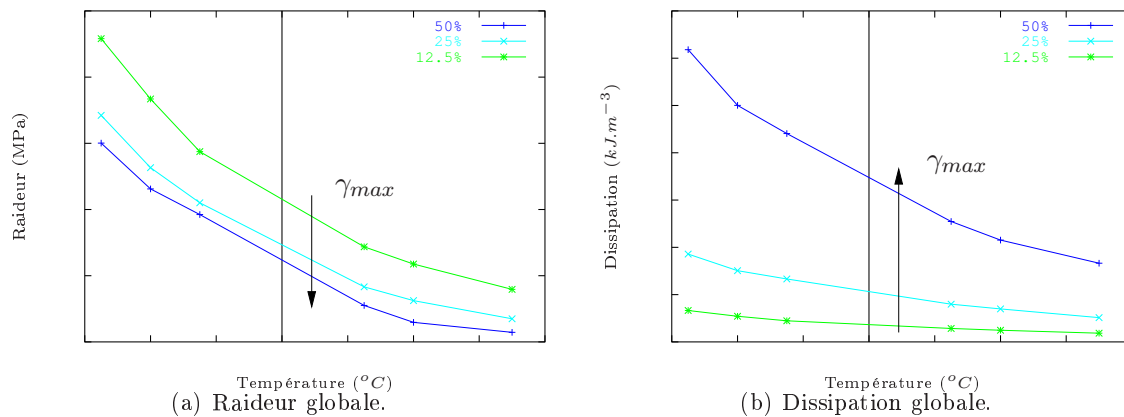 50%
25%
12.5%
γmax
Raideur (MPa)
Température (°C)
(a) Raideur globale.
50%
25%
12.5%
γmax
Dissipation (kJ.m⁻³)
Température (°C)
(b) Dissipation globale.